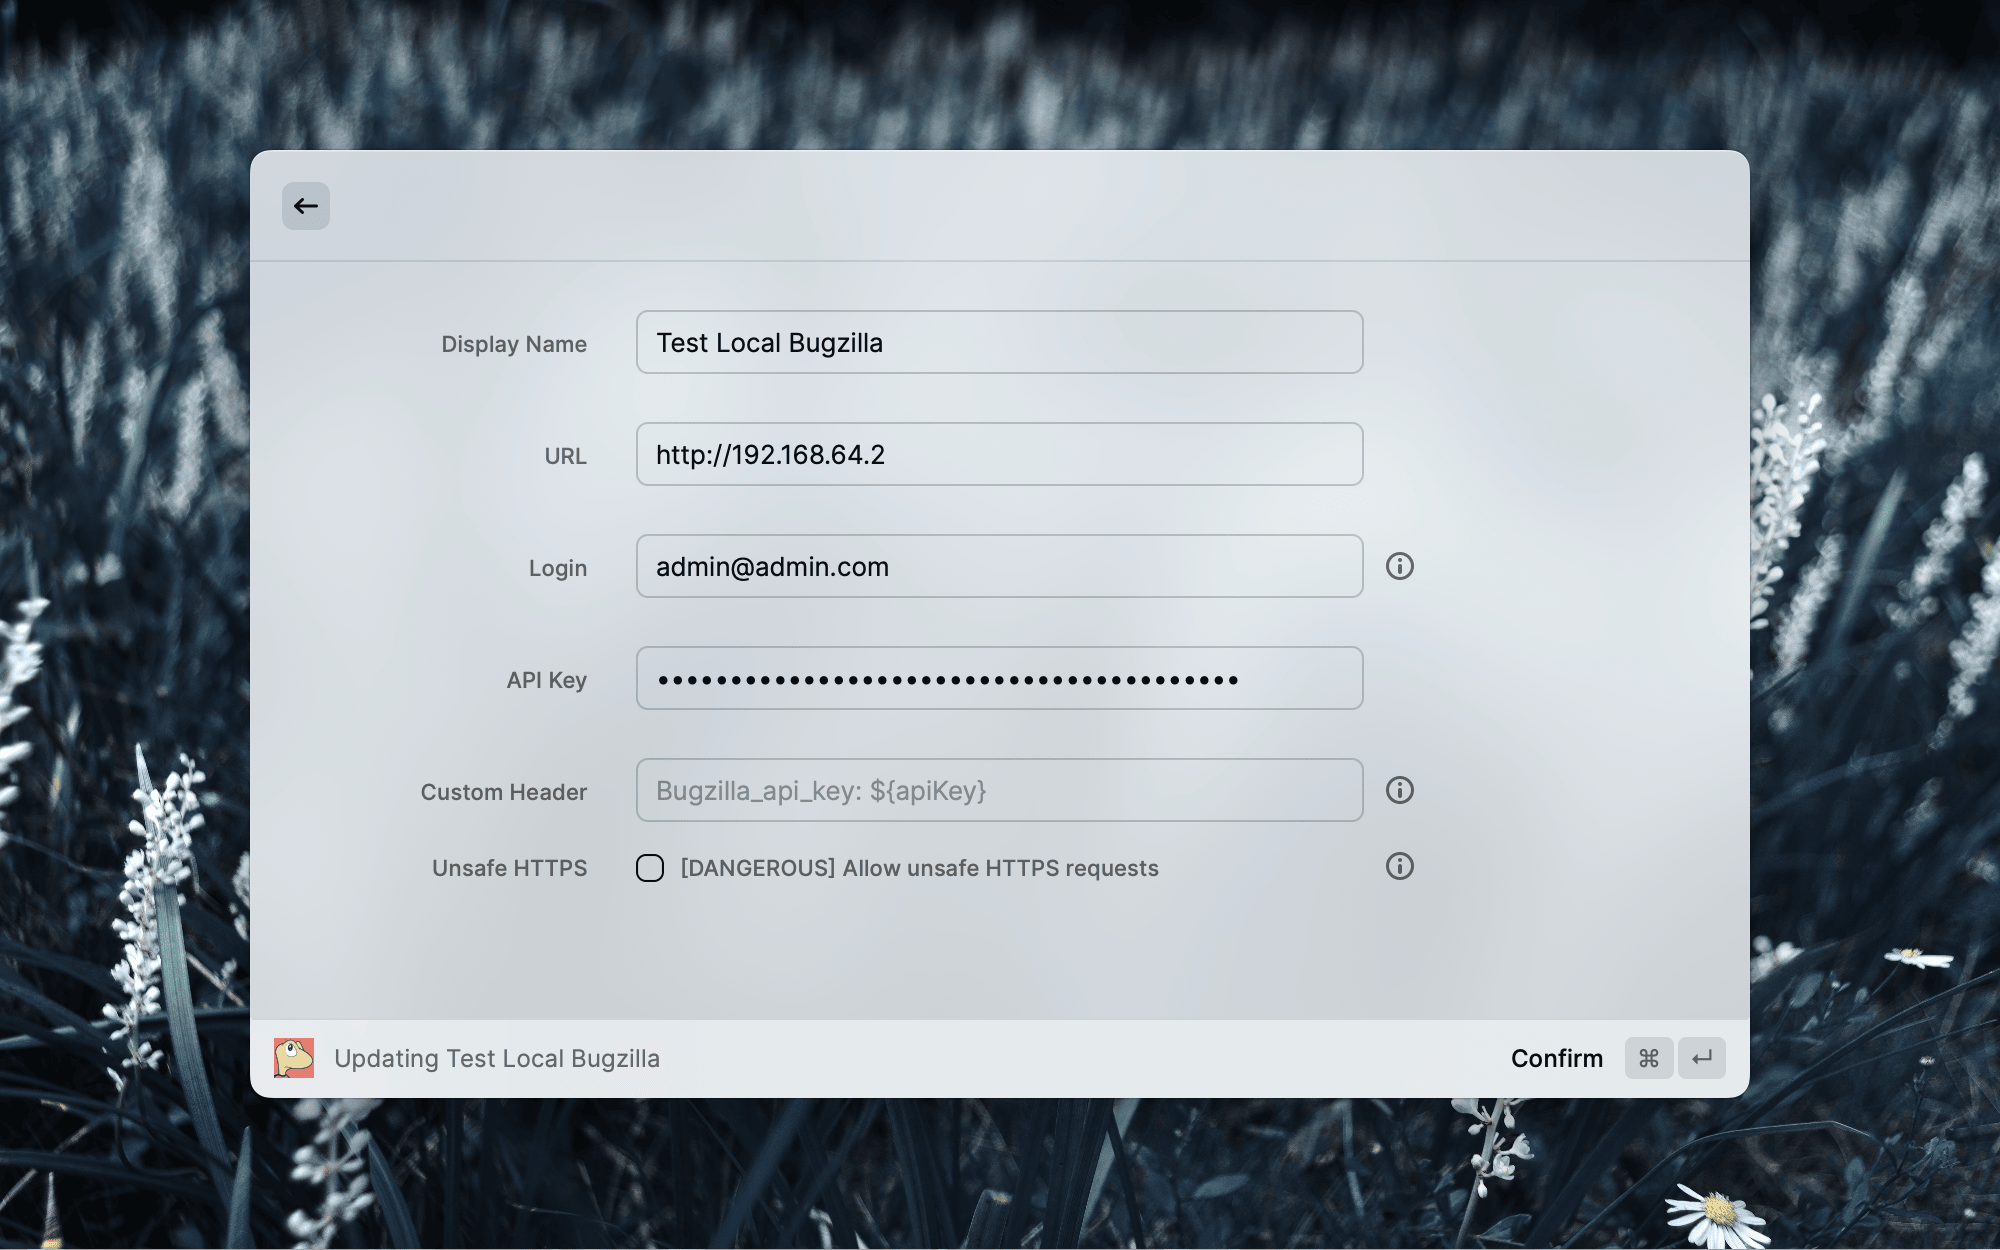 Display Name
Test Local Bugzilla
URL
http://192.168.64.2
Login
admin@admin.com
API Key
••••••••••••••••••••••••••••••••••••••••
Custom Header
Bugzilla_api_key: ${apiKey}
Unsafe HTTPS
[DANGEROUS] Allow unsafe HTTPS requests
Updating Test Local Bugzilla
Confirm ⌘ ↵